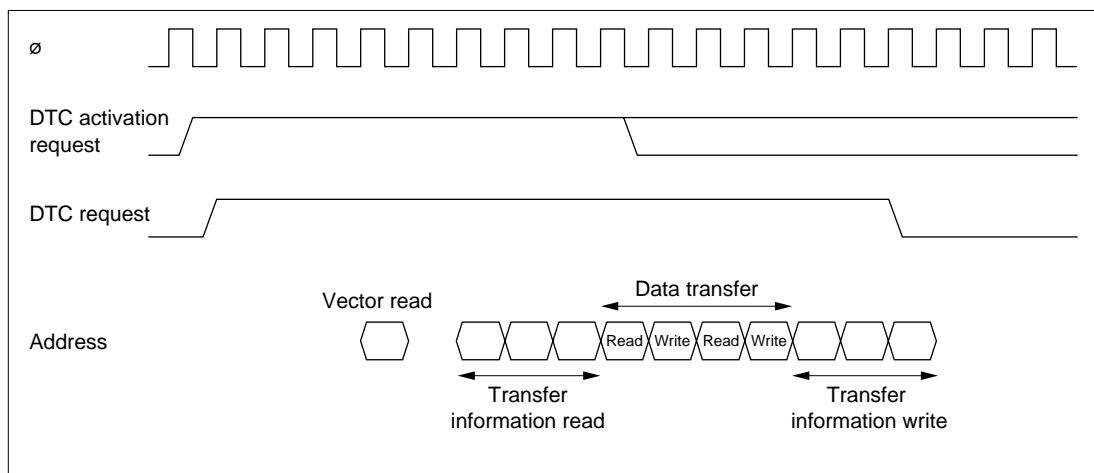 ø
DTC activation
request
DTC request
Data transfer
Vector read
Address
Read Write Read Write
Transfer
information read
Transfer
information write